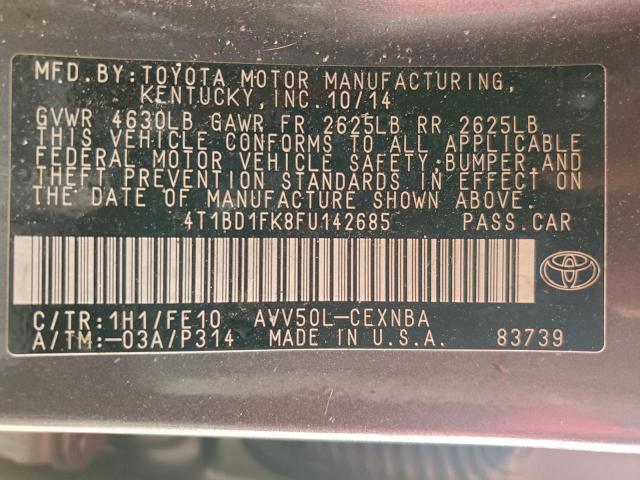 MFD. BY: TOYOTA MOTOR MANUFACTURING,
KENTUCKY, INC. 10/14
GVWR 4630LB GAWR FR 2625LB RR 2625LB
THIS VEHICLE CONFORMS TO ALL APPLICABLE
FEDERAL MOTOR VEHICLE SAFETY, BUMPER AND
THEFT PREVENTION STANDARDS IN EFFECT ON
THE DATE OF MANUFACTURE SHOWN ABOVE.
4T1BD1FK8FU142685 PASS.CAR
C/TR:1H1/FE10 AVV50L-CEXNBA
A/TM:-03A/P314 MADE IN U.S.A. 83739